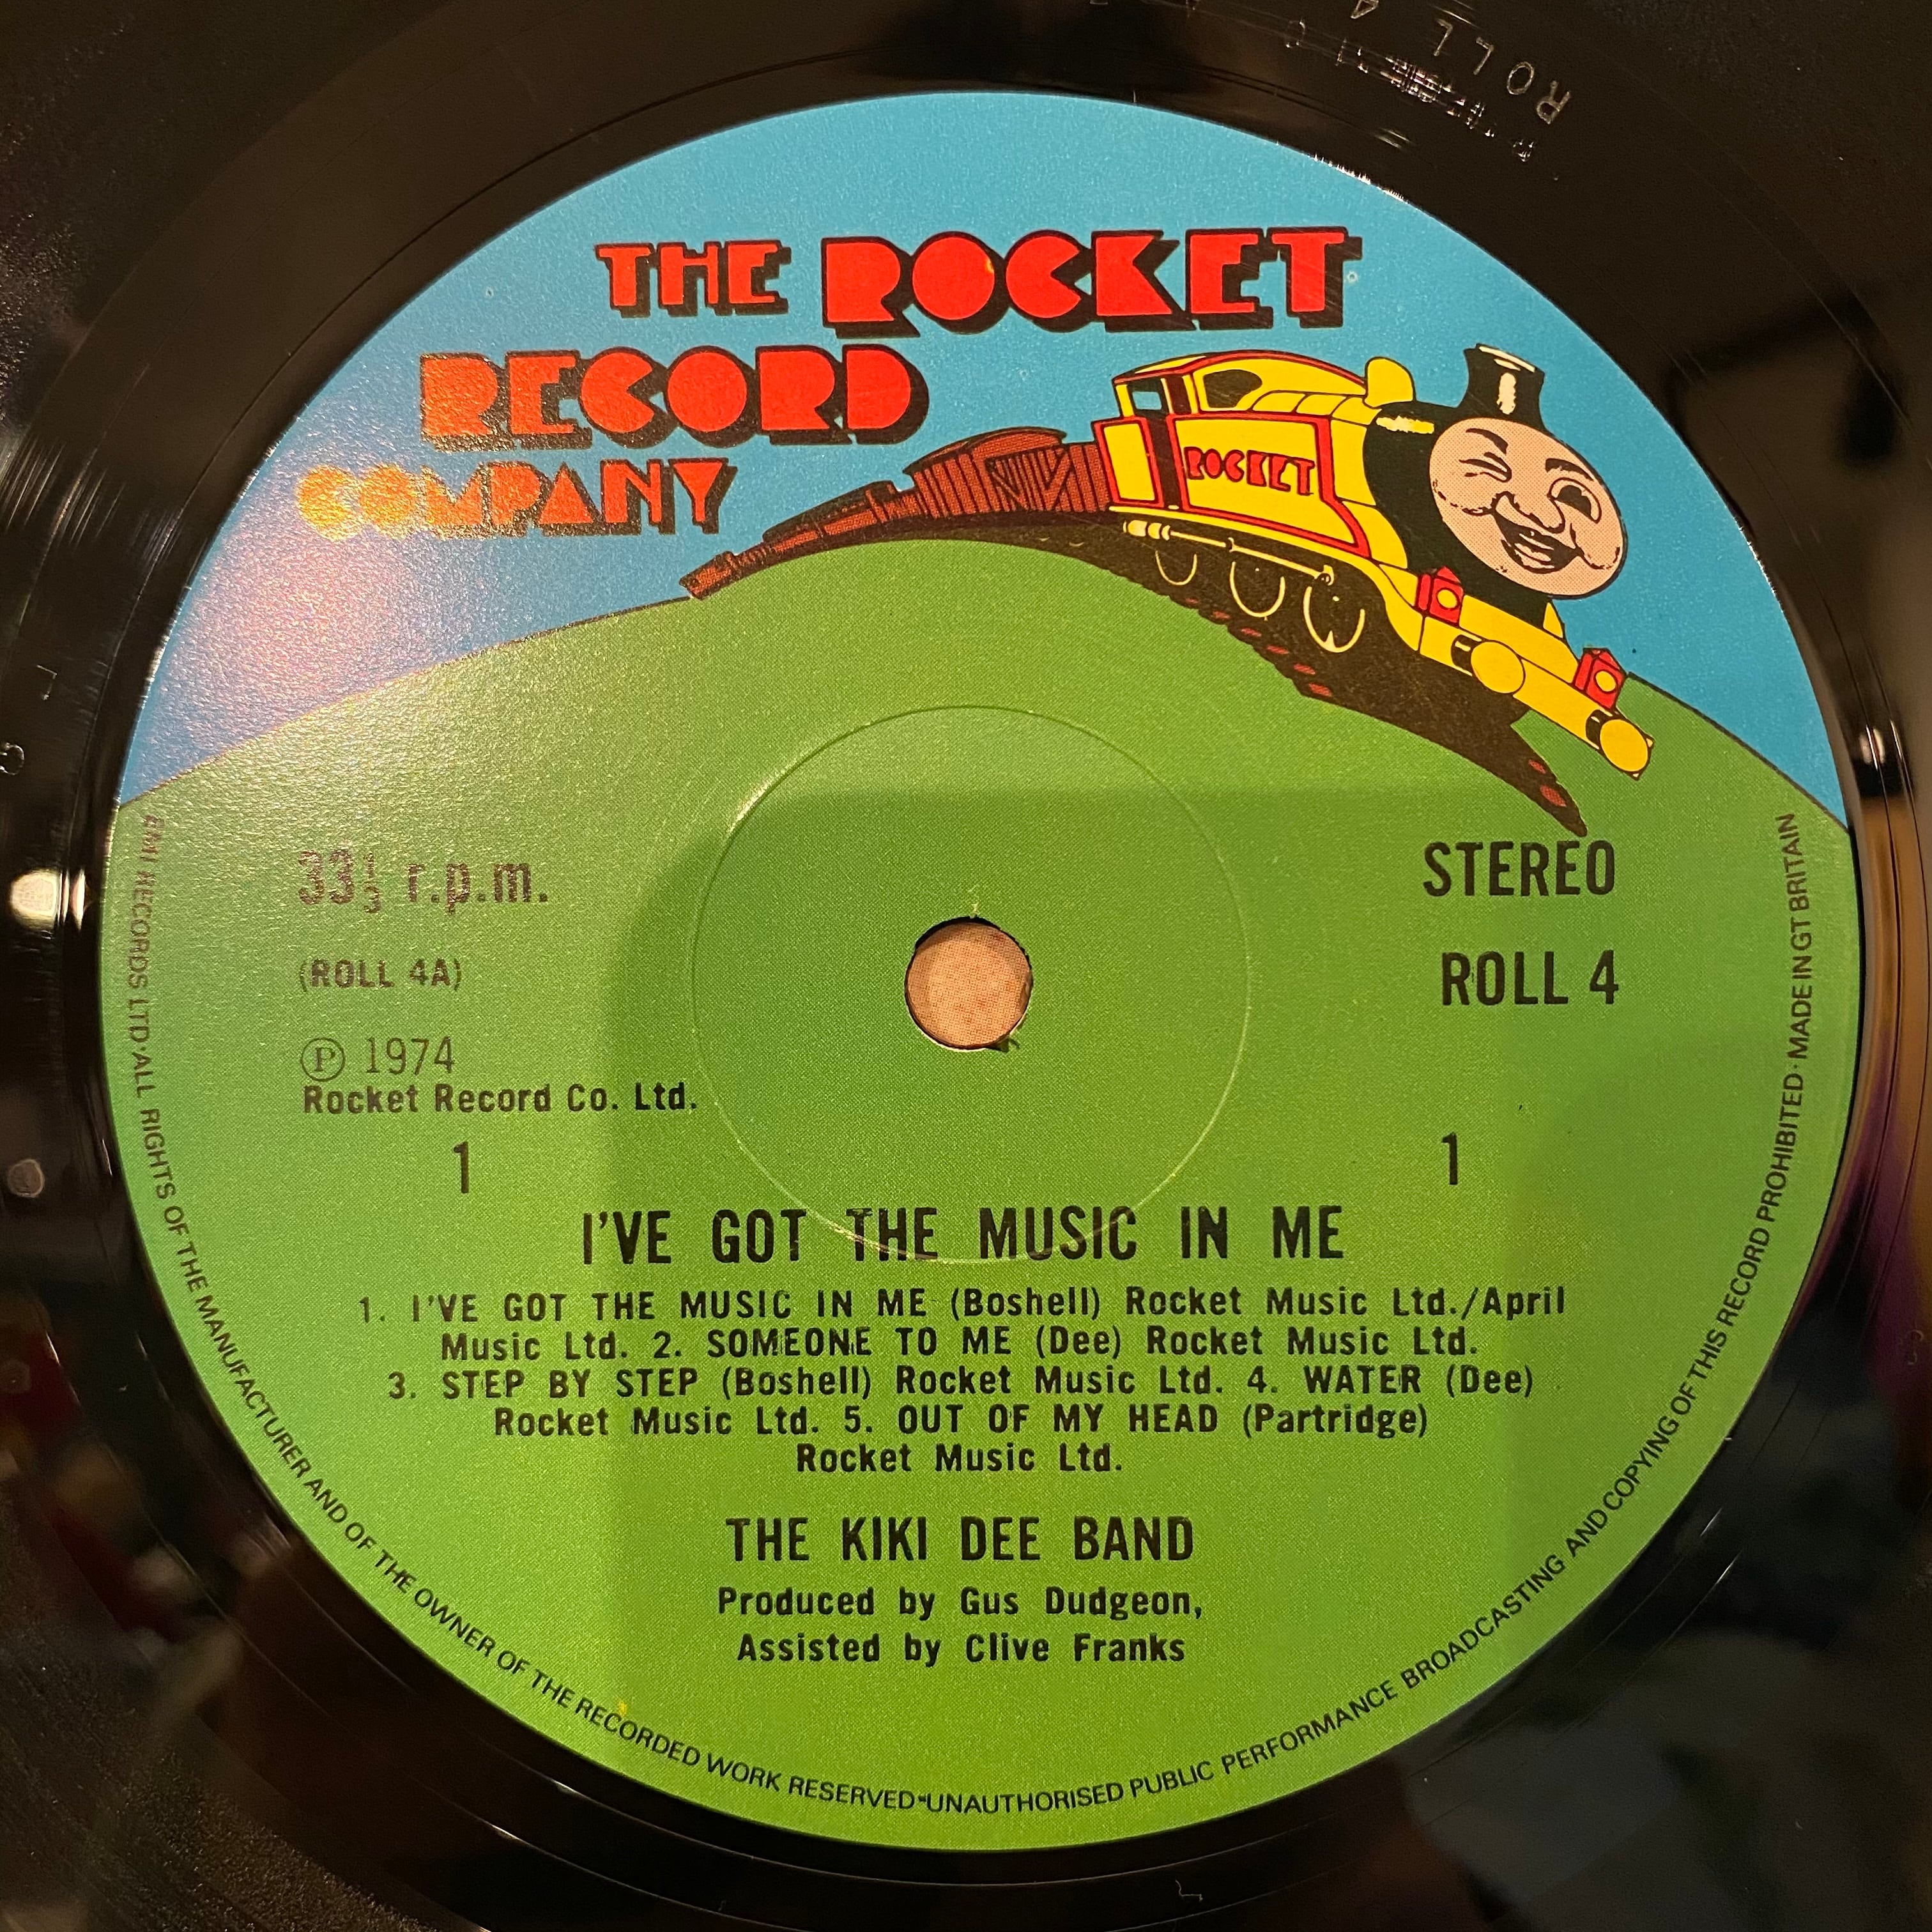 ROLL 4
THE ROCKET
RECORD
COMPANY
ROCKET
33⅓ r.p.m.
STEREO
(ROLL 4A)
ROLL 4
Ⓟ 1974
Rocket Record Co. Ltd.
1 1
I'VE GOT THE MUSIC IN ME
1. I'VE GOT THE MUSIC IN ME (Boshell) Rocket Music Ltd./April
Music Ltd. 2. SOMEONE TO ME (Dee) Rocket Music Ltd.
3. STEP BY STEP (Boshell) Rocket Music Ltd. 4. WATER (Dee)
Rocket Music Ltd. 5. OUT OF MY HEAD (Partridge)
Rocket Music Ltd.
THE KIKI DEE BAND
Produced by Gus Dudgeon,
Assisted by Clive Franks
EMI RECORDS LTD·ALL RIGHTS OF THE MANUFACTURER AND OF THE OWNER OF THE RECORDED WORK RESERVED·UNAUTHORISED PUBLIC PERFORMANCE BROADCASTING AND COPYING OF THIS RECORD PROHIBITED·MADE IN GT BRITAIN